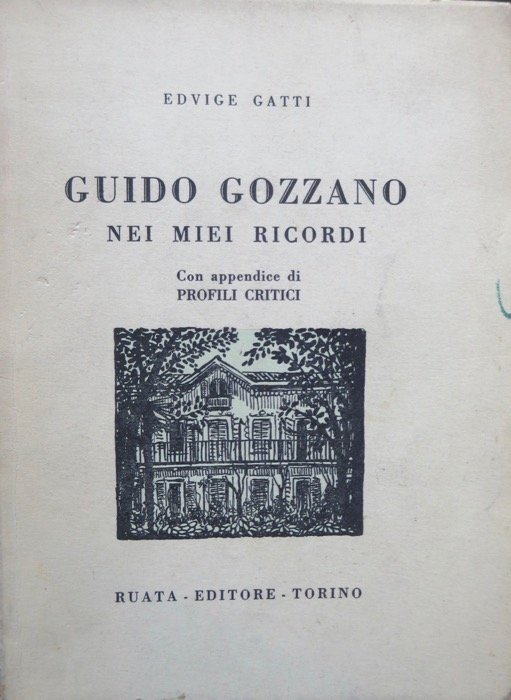 EDVIGE GATTI
GUIDO GOZZANO
NEI MIEI RICORDI
Con appendice di
PROFILI CRITICI
RUATA - EDITORE - TORINO